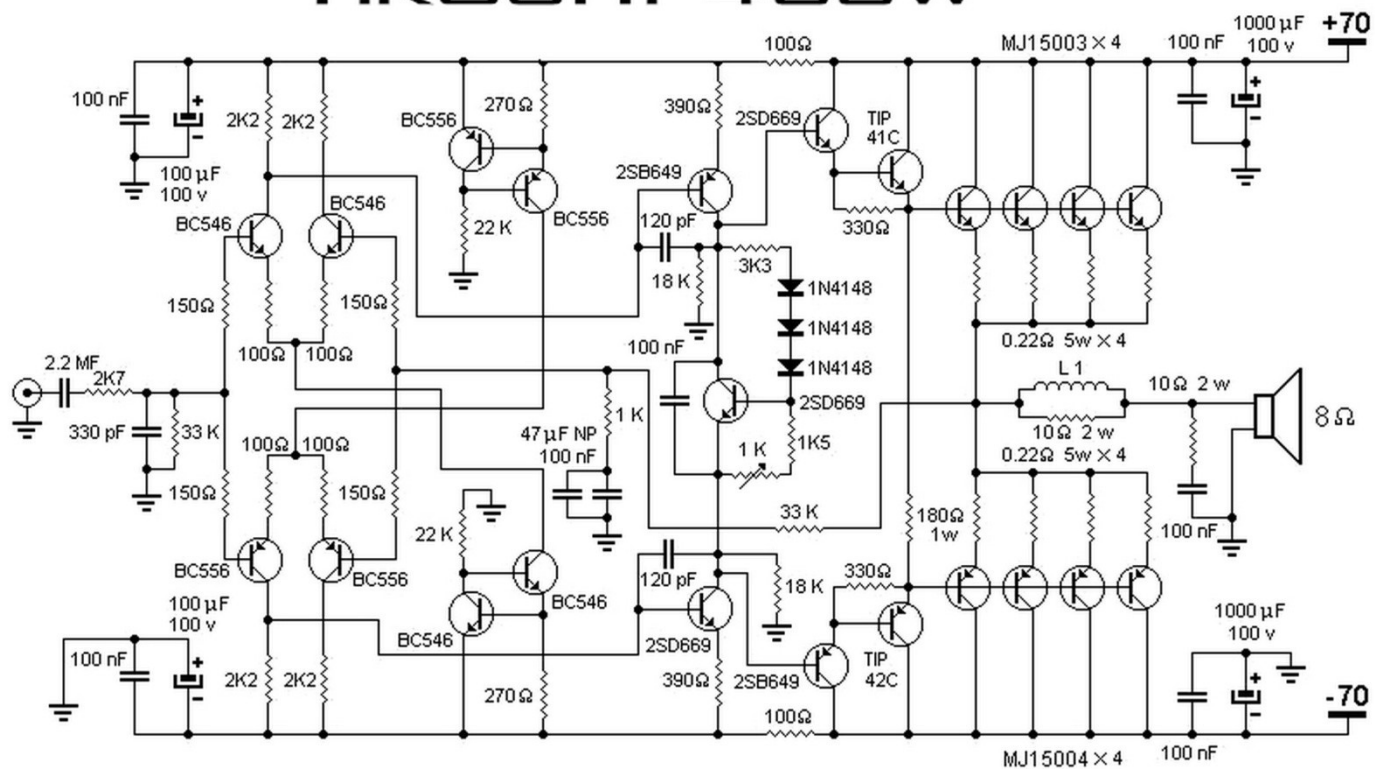 1000 µF
100 v
+70
100Ω
MJ15003 × 4
100 nF
100 nF
2K2
2K2
270Ω
390Ω
BC556
2SD669
TIP
41C
100 µF
100 v
2SB649
BC546
BC546
22 K
BC556
120 pF
330Ω
18 K
3K3
1N4148
150Ω
150Ω
1N4148
100Ω
100Ω
0.22Ω 5w × 4
100 nF
1N4148
2.2 MF
2K7
L 1
10Ω 2 w
2SD669
8 Ω
330 pF
33 K
1 K
10Ω 2 w
100Ω
100Ω
47 µF NP
100 nF
1 K
1K5
0.22Ω 5w × 4
150Ω
150Ω
33 K
180Ω
1w
22 K
100 nF
BC556
BC556
120 pF
18 K
330Ω
BC546
100 µF
100 v
BC546
2SD669
1000 µF
100 v
100 nF
2K2
2K2
270Ω
390Ω
2SB649
TIP
42C
-70
100Ω
MJ15004 × 4
100 nF